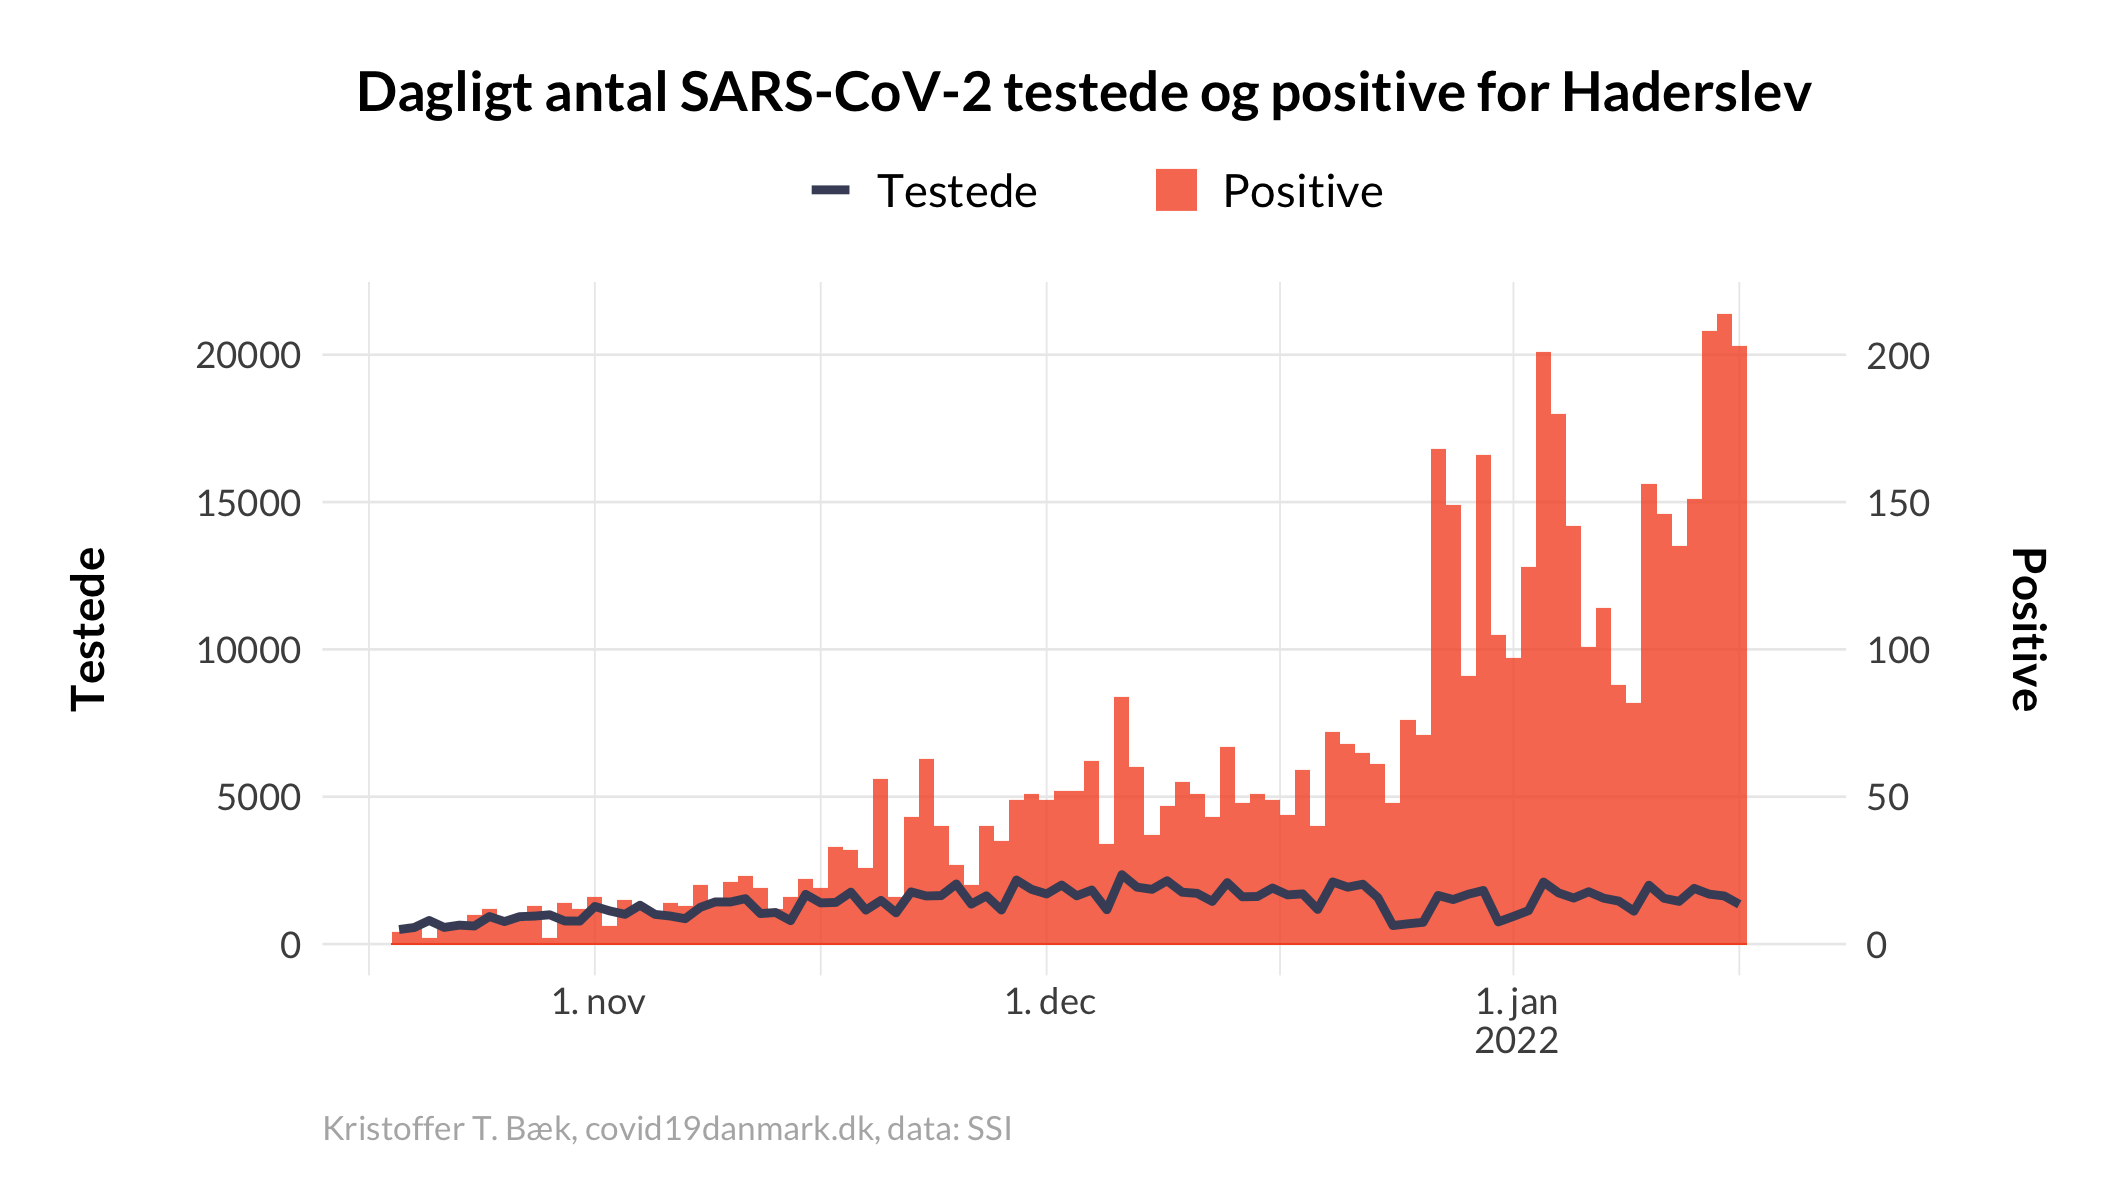 Dagligt antal SARS-CoV-2 testede og positive for Haderslev
Testede
Positive
20000
15000
10000
5000
0
Testede
200
150
100
50
0
Positive
1. nov
1. dec
1. jan
2022
Kristoffer T. Bæk, covid19danmark.dk, data: SSI